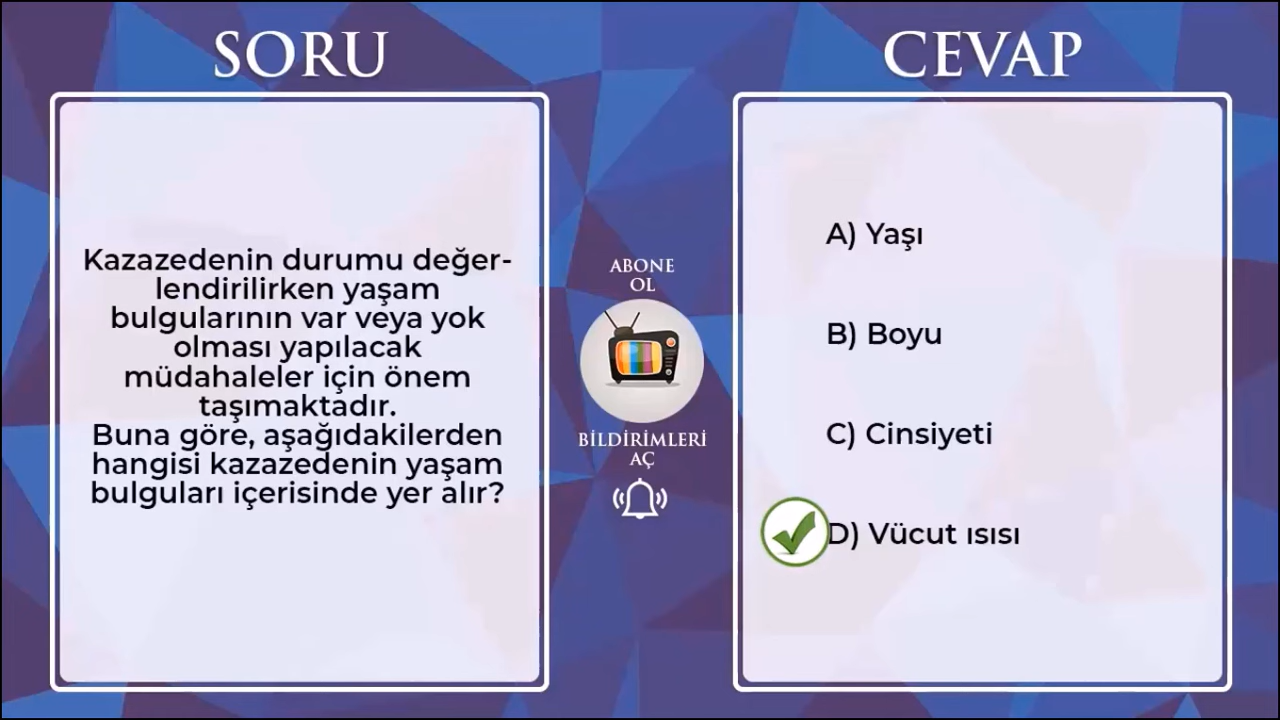 SORU
Kazazedenin durumu değer-
lendirilirken yaşam
bulgularının var veya yok
olması yapılacak
müdahaleler için önem
taşımaktadır.
Buna göre, aşağıdakilerden
hangisi kazazedenin yaşam
bulguları içerisinde yer alır?
ABONE
OL
BİLDİRİMLERİ
AÇ
CEVAP
A) Yaşı
B) Boyu
C) Cinsiyeti
D) Vücut ısısı